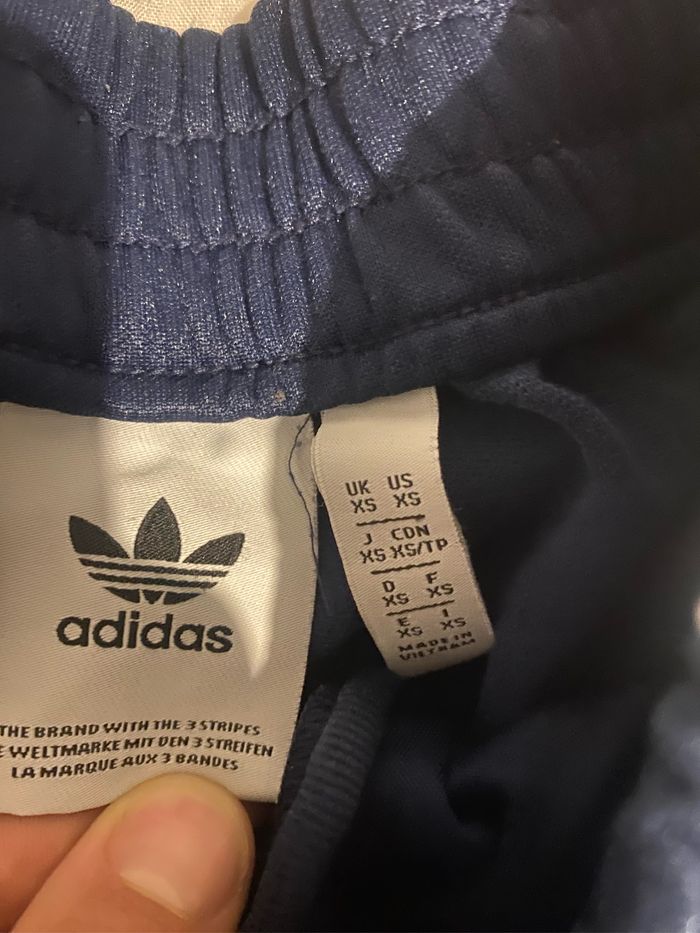 adidas
THE BRAND WITH THE 3 STRIPES
E WELTMARKE MIT DEN 3 STREIFEN
LA MARQUE AUX 3 BANDES
UK US
XS XS
J CDN
XS XS/TP
D F
XS XS
E I
XS XS
MADE IN
VIETNAM